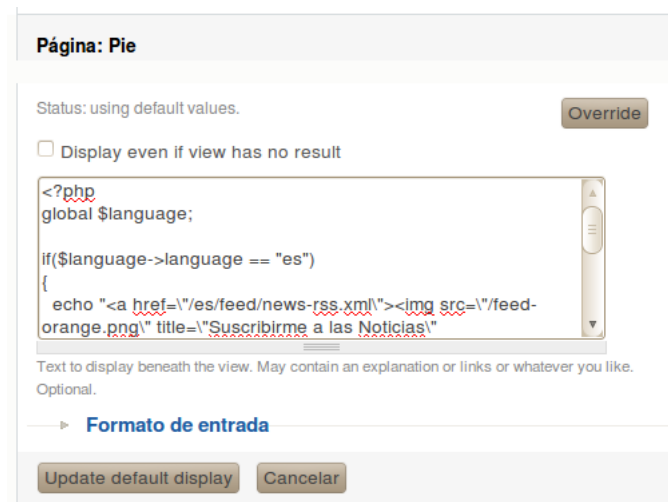 Página: Pie
Status: using default values.
Override
Display even if view has no result
<?php
global $language;
if($language->language == "es")
{
echo "<a href=\"/es/feed/news-rss.xml\"><img src=\"/feed-
orange.png\" title=\"Suscribirme a las Noticias\"
Text to display beneath the view. May contain an explanation or links or whatever you like.
Optional.
Formato de entrada
Update default display
Cancelar